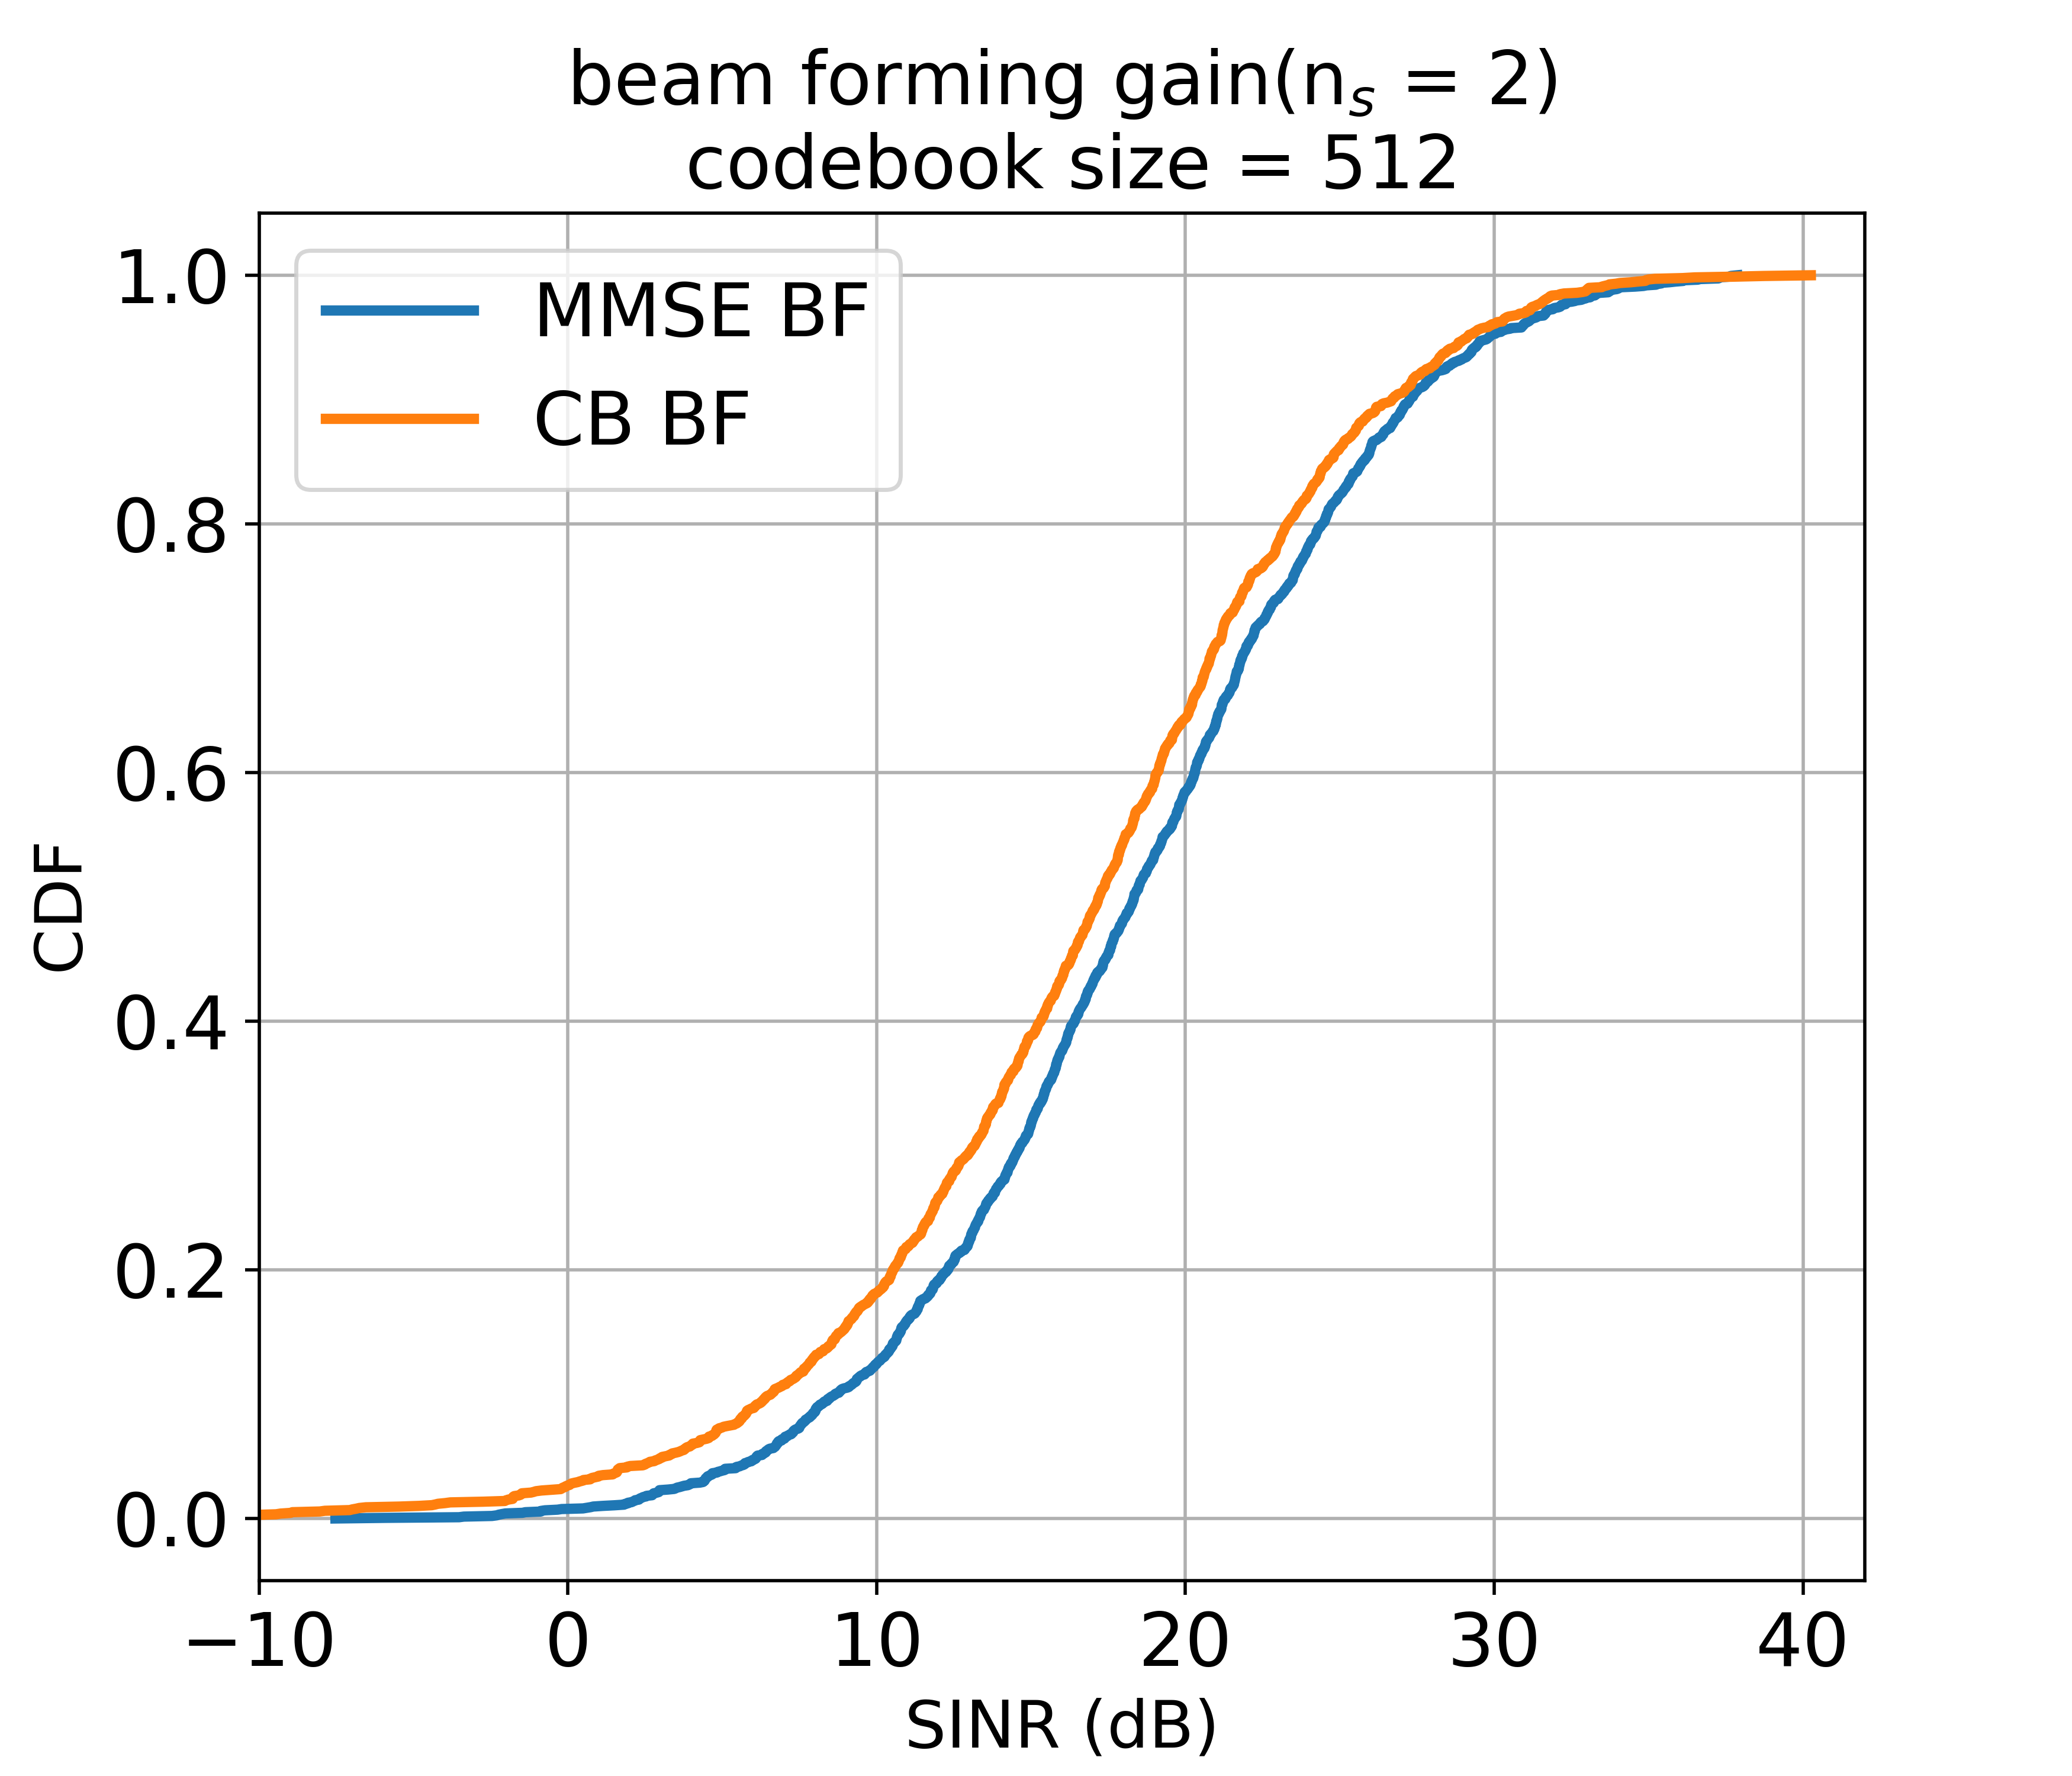 beam forming gain(nₛ = 2)
codebook size = 512
MMSE BF
CB BF
1.0
0.8
0.6
0.4
0.2
0.0
CDF
−10 0 10 20 30 40
SINR (dB)